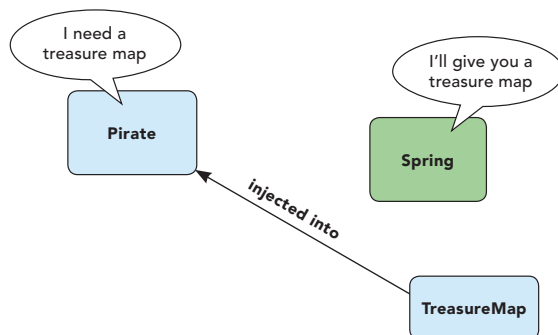 I need a
treasure map
I'll give you a
treasure map
Pirate
Spring
injected into
TreasureMap